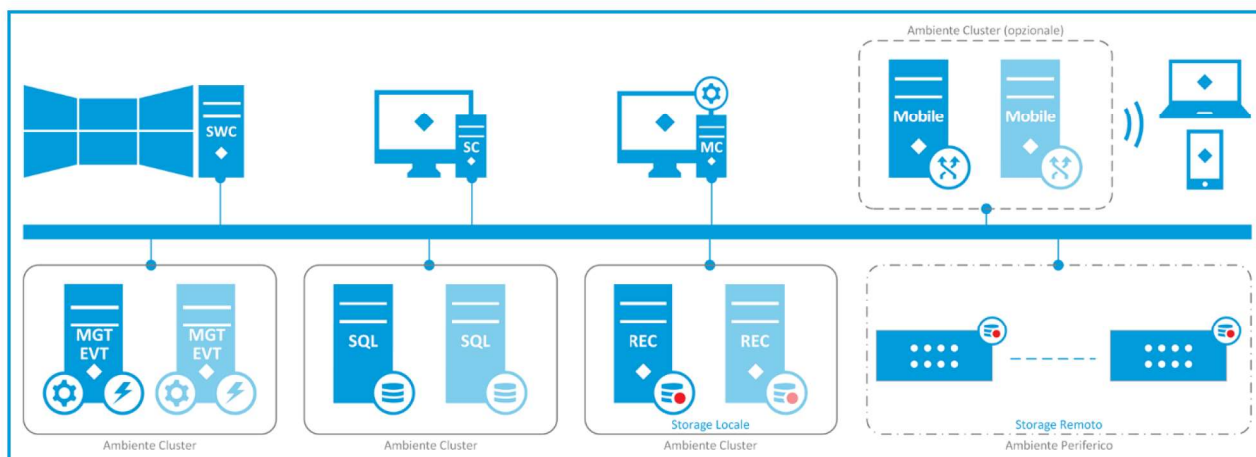 Ambiente Cluster (opzionale)
SWC
SC
MC
Mobile
Mobile
MGT
EVT
MGT
EVT
SQL
SQL
REC
REC
Storage Locale
Storage Remoto
Ambiente Cluster
Ambiente Cluster
Ambiente Cluster
Ambiente Periferico